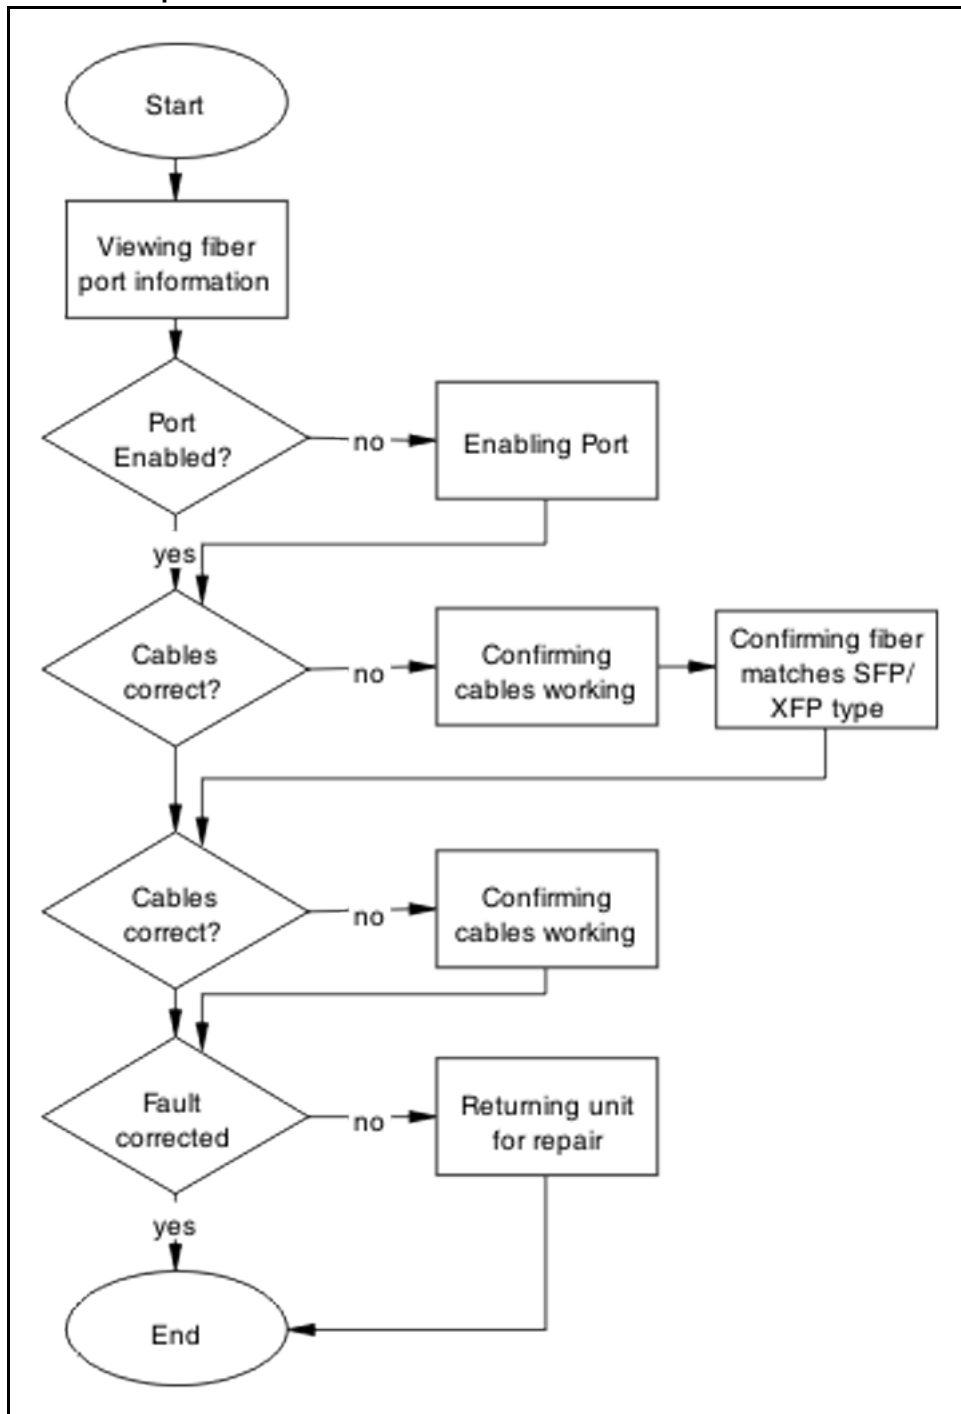 Start
Viewing fiber
port information
Port
Enabled?
no
Enabling Port
yes
Cables
correct?
no
Confirming
cables working
Confirming fiber
matches SFP/
XFP type
Cables
correct?
no
Confirming
cables working
Fault
corrected
no
Returning unit
for repair
yes
End